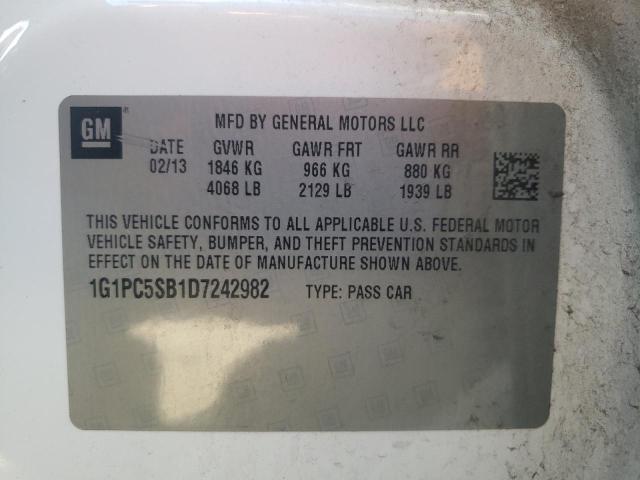 GM
MFD BY GENERAL MOTORS LLC
DATE GVWR GAWR FRT GAWR RR
02/13 1846 KG 966 KG 880 KG
4068 LB 2129 LB 1939 LB
THIS VEHICLE CONFORMS TO ALL APPLICABLE U.S. FEDERAL MOTOR
VEHICLE SAFETY, BUMPER, AND THEFT PREVENTION STANDARDS IN
EFFECT ON THE DATE OF MANUFACTURE SHOWN ABOVE.
1G1PC5SB1D7242982 TYPE: PASS CAR